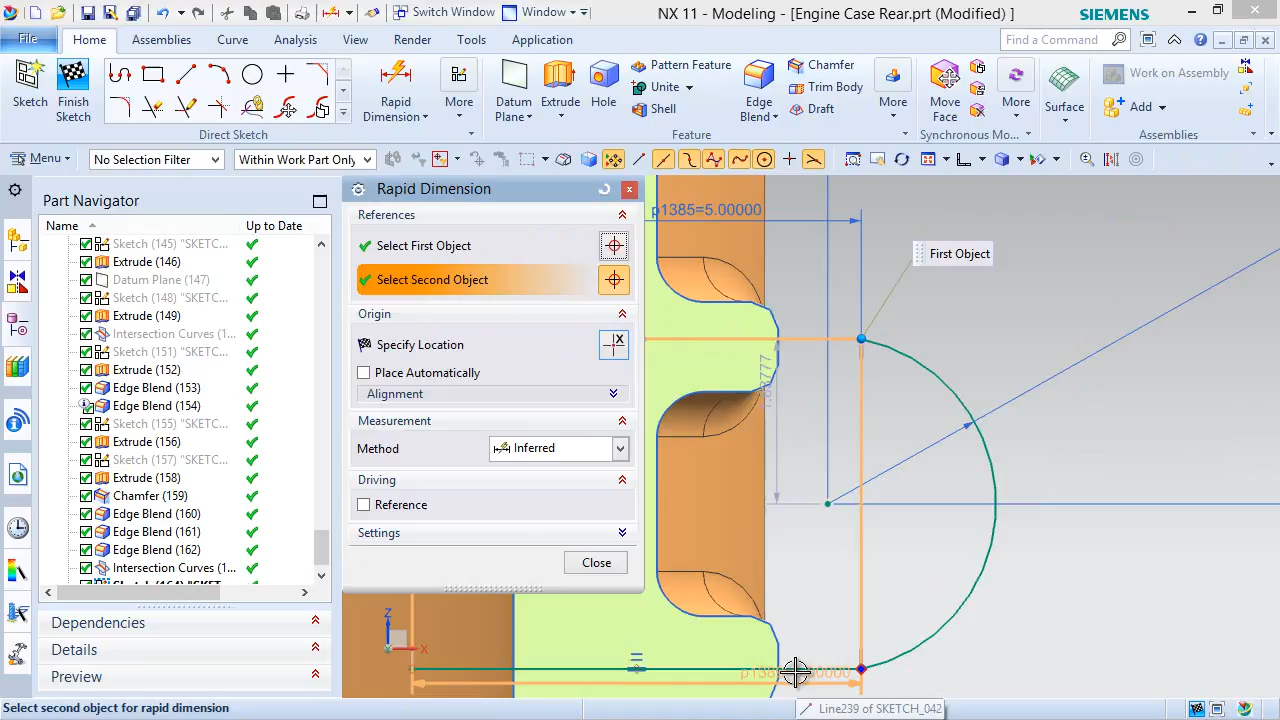 NX 11 - Modeling - [Engine Case Rear.prt (Modified) ]
SIEMENS
Switch Window
Window
File
Home
Assemblies
Curve
Analysis
View
Render
Tools
Application
Find a Command
Sketch
Finish
Sketch
Direct Sketch
Rapid
Dimension
More
Datum
Plane
Extrude
Hole
Pattern Feature
Unite
Shell
Edge
Blend
Chamfer
Trim Body
Draft
More
Feature
Move
Face
More
Synchronous Mo...
Surface
Work on Assembly
Add
Assemblies
Menu
No Selection Filter
Within Work Part Only
Part Navigator
Name
Up to Date
Sketch (145) "SKETC...
Extrude (146)
Datum Plane (147)
Sketch (148) "SKETC...
Extrude (149)
Intersection Curves (1...
Sketch (151) "SKETC...
Extrude (152)
Edge Blend (153)
Edge Blend (154)
Sketch (155) "SKETC...
Extrude (156)
Sketch (157) "SKETC...
Extrude (158)
Chamfer (159)
Edge Blend (160)
Edge Blend (161)
Edge Blend (162)
Intersection Curves (1...
Sketch (164) "SKET...
Dependencies
Details
Preview
Rapid Dimension
References
Select First Object
Select Second Object
Origin
Specify Location
Place Automatically
Alignment
Measurement
Method
Inferred
Driving
Reference
Settings
Close
p1385=5.00000
First Object
Z
X
Select second object for rapid dimension
Line239 of SKETCH_042